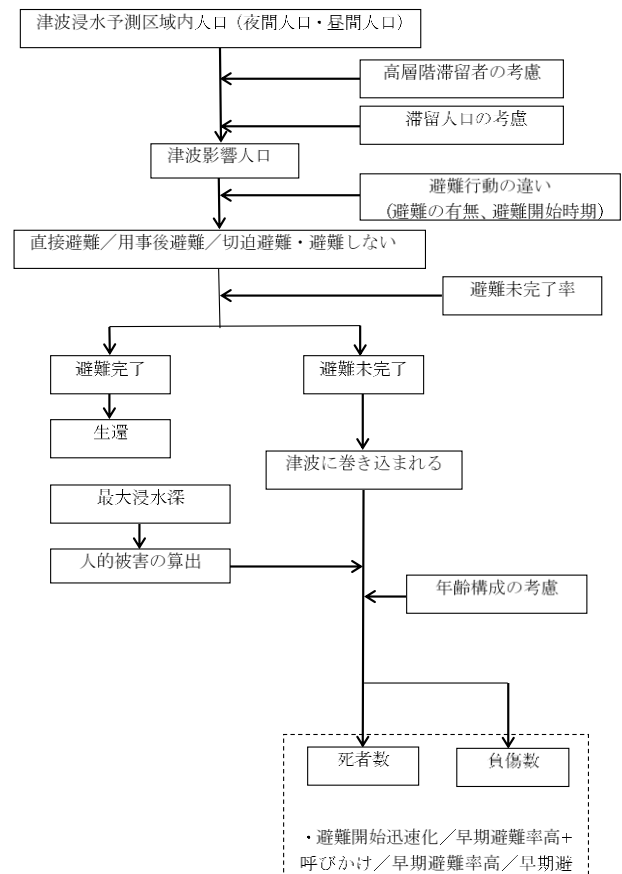 津波浸水予測区域内人口（夜間人口・昼間人口）
高層階滞留者の考慮
滞留人口の考慮
津波影響人口
避難行動の違い
（避難の有無、避難開始時期）
直接避難／用事後避難／切迫避難・避難しない
避難未完了率
避難完了
避難未完了
生還
津波に巻き込まれる
最大浸水深
人的被害の算出
年齢構成の考慮
死者数
負傷数
・避難開始迅速化／早期避難率高＋
呼びかけ／早期避難率高／早期避